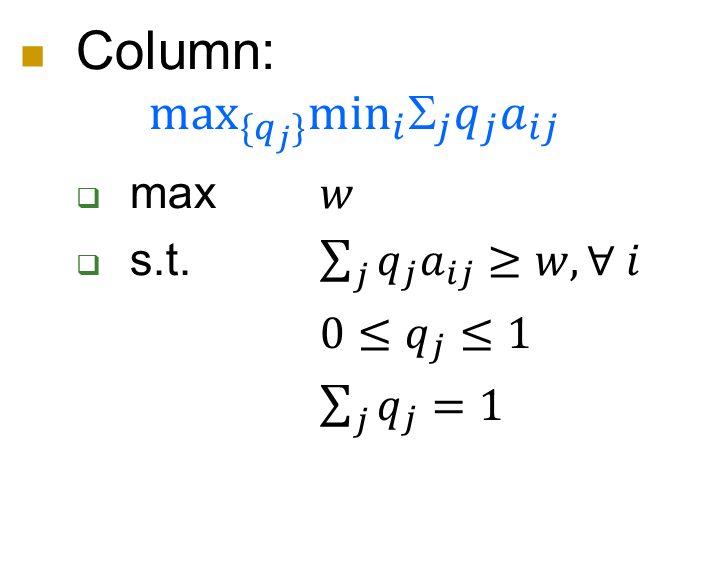 Column:
max_{q_j} min_i Σ_j q_j a_ij
max w
s.t. Σ_j q_j a_ij ≥ w, ∀ i
0 ≤ q_j ≤ 1
Σ_j q_j = 1